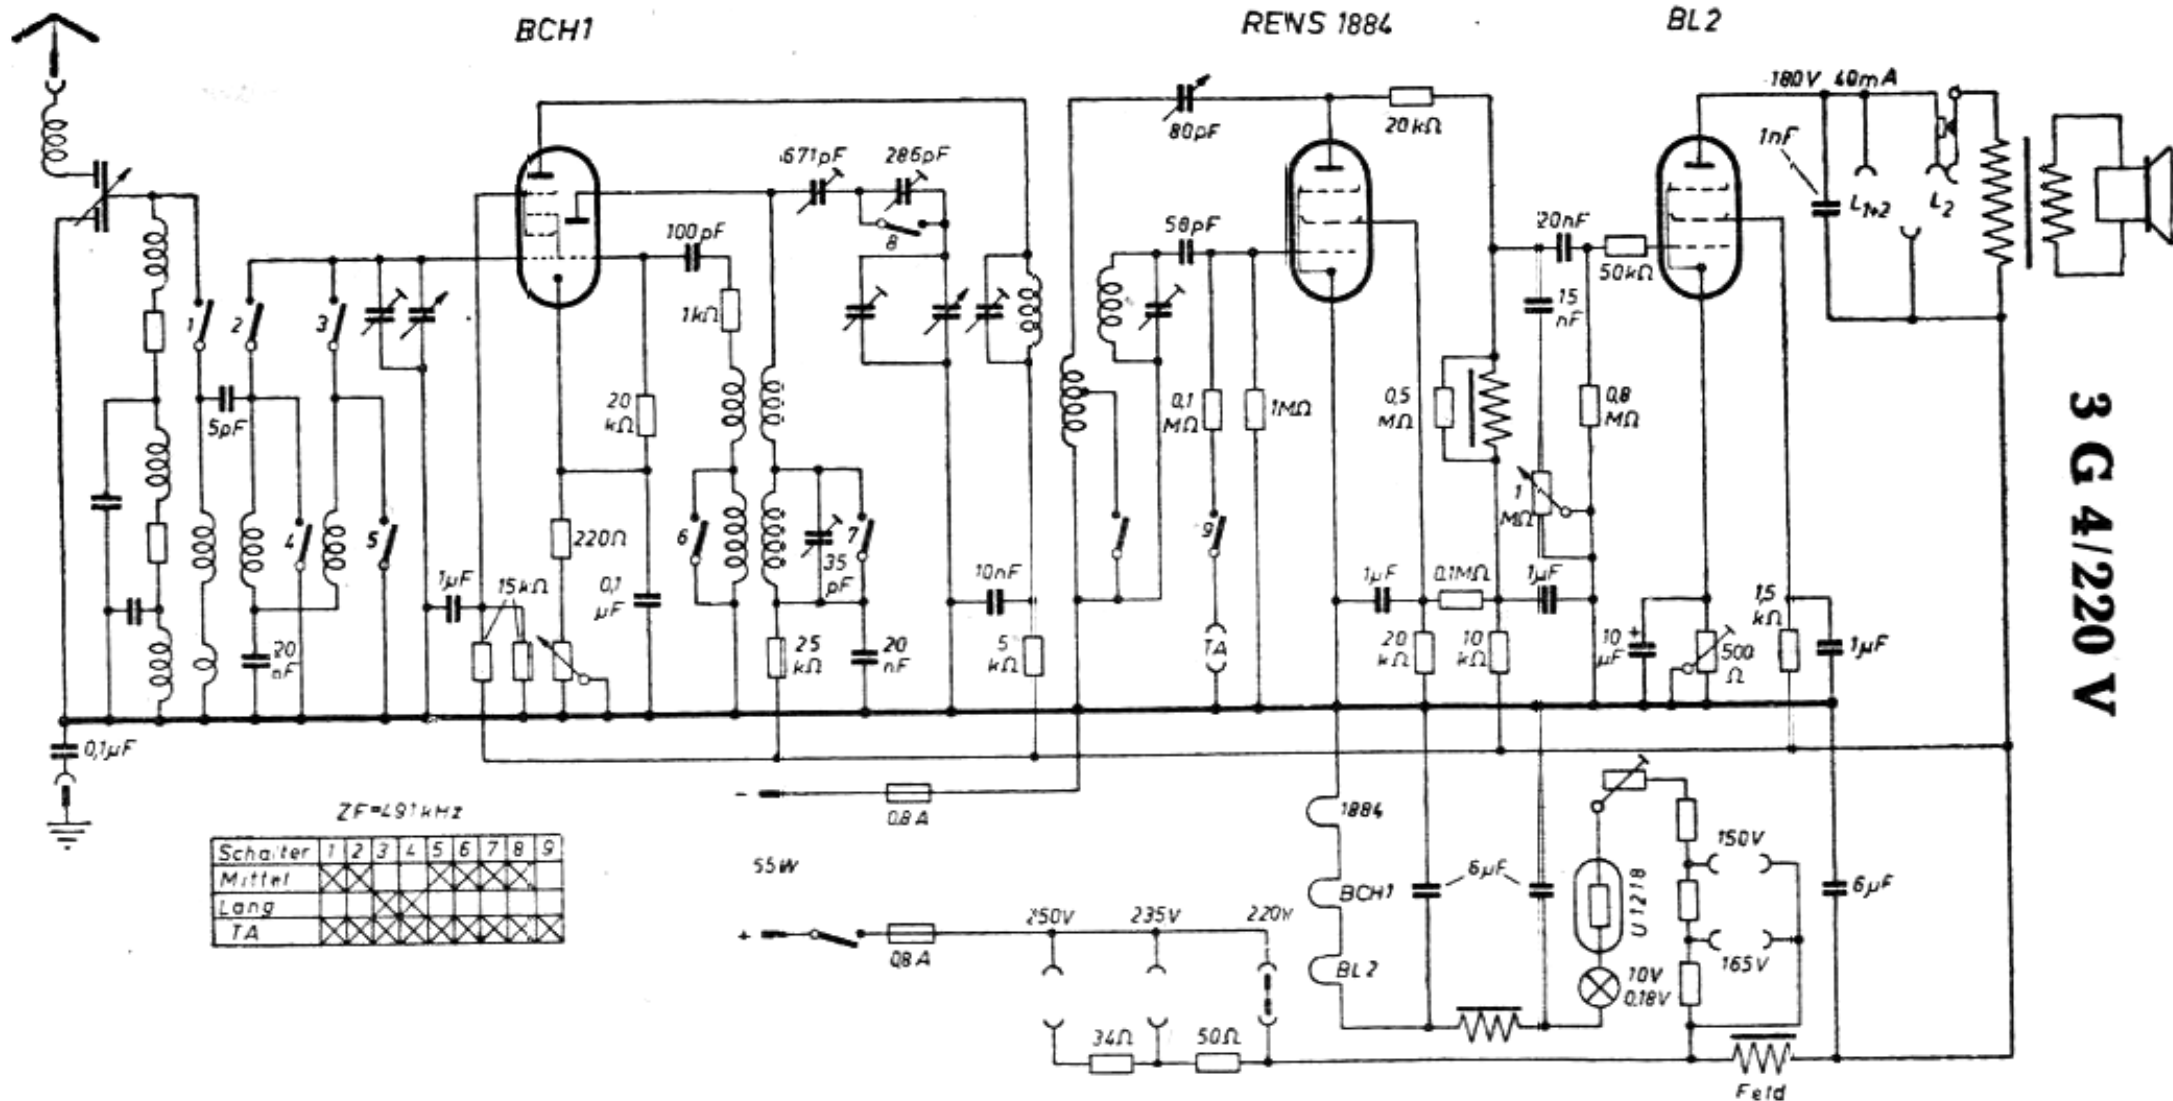 BCH1
RENS 1884
BL2
180V 40mA
671pF
286pF
80pF
20kΩ
1nF
L1+2
L2
100pF
8
58pF
20nF
50kΩ
1
2
3
1kΩ
15
nF
5pF
20
kΩ
0,1
MΩ
1MΩ
0,5
MΩ
0,8
MΩ
3 G 4/220 V
4
5
220Ω
6
7
35
pF
9
1
MΩ
1µF
15kΩ
0,1
µF
10nF
1µF
0,1MΩ
1µF
1,5
kΩ
20
nF
25
kΩ
20
nF
5
kΩ
TA
20
kΩ
10
kΩ
10
µF
+
500
Ω
1µF
0,1µF
ZF=491kHz
-
0,8A
1884
150V
Schalter 1 2 3 4 5 6 7 8 9
Mittel
Lang
TA
55W
BCH1
6µF
U1218
6µF
+
0,8A
250V
235V
220V
BL2
10V
0,18V
165V
34Ω
50Ω
Feld